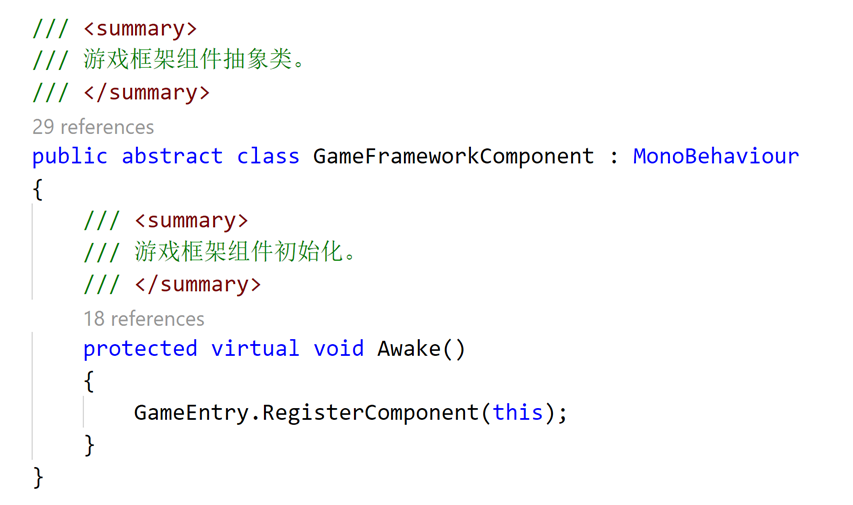 /// <summary>
/// 游戏框架组件抽象类。
/// </summary>
29 references
public abstract class GameFrameworkComponent : MonoBehaviour
{
    /// <summary>
    /// 游戏框架组件初始化。
    /// </summary>
    18 references
    protected virtual void Awake()
    {
        GameEntry.RegisterComponent(this);
    }
}